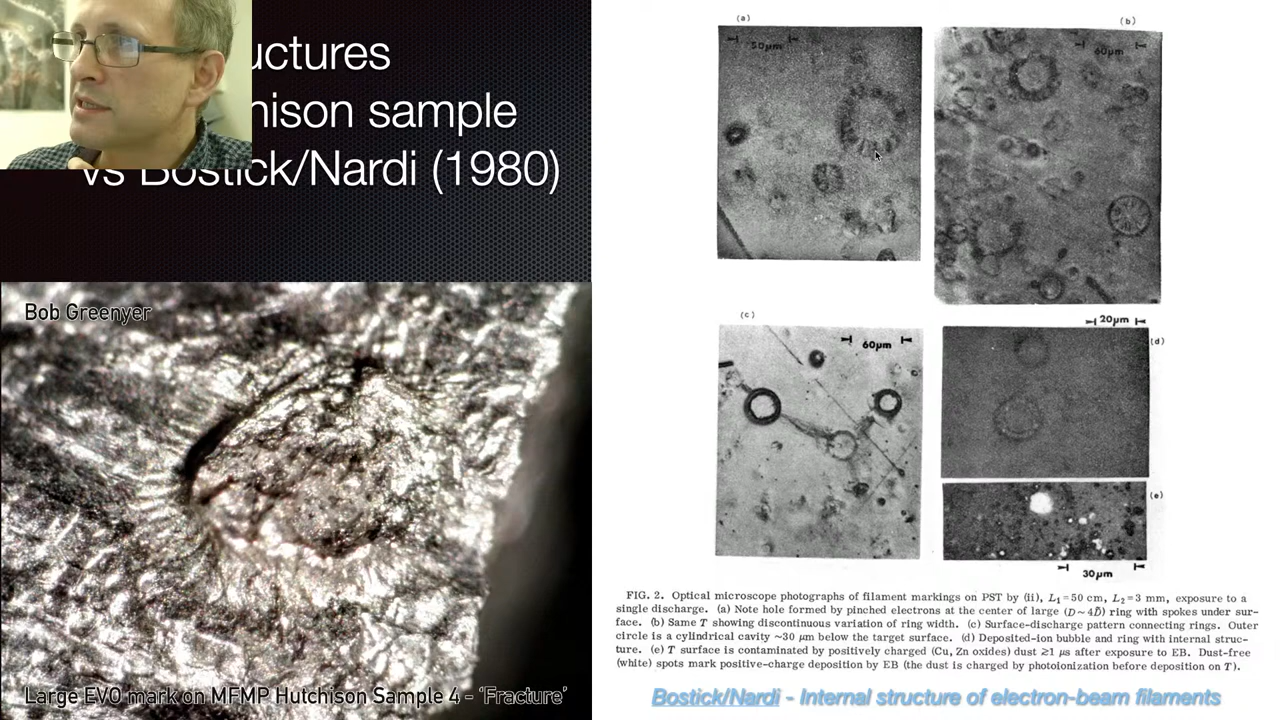 uctures
hison sample
vs Bostick/Nardi (1980)
Bob Greenyer
Large EVO mark on MFMP Hutchison Sample 4 - 'Fracture'
(a)
50μm
(b)
60μm
(c)
60μm
20μm
(d)
(e)
30μm
FIG. 2. Optical microscope photographs of filament markings on PST by (ii), L₁=50 cm, L₂=3 mm, exposure to a
single discharge. (a) Note hole formed by pinched electrons at the center of large (D~4D̄) ring with spokes under sur-
face. (b) Same T showing discontinuous variation of ring width. (c) Surface-discharge pattern connecting rings. Outer
circle is a cylindrical cavity ~30 μm below the target surface. (d) Deposited-ion bubble and ring with internal struc-
ture. (e) T surface is contaminated by positively charged (Cu, Zn oxides) dust ≳1 μs after exposure to EB. Dust-free
(white) spots mark positive-charge deposition by EB (the dust is charged by photoionization before deposition on T).
Bostick/Nardi - Internal structure of electron-beam filaments